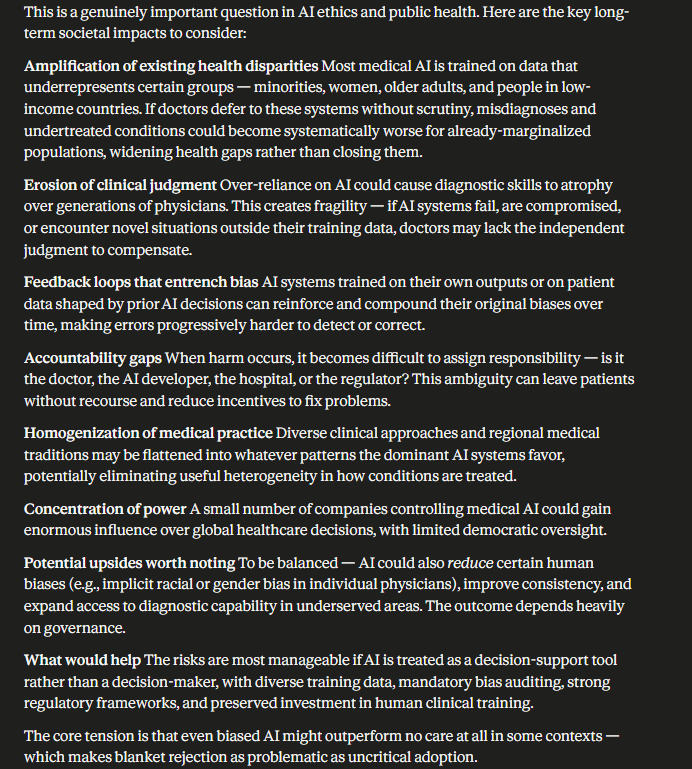 This is a genuinely important question in AI ethics and public health. Here are the key long-
term societal impacts to consider:
Amplification of existing health disparities Most medical AI is trained on data that
underrepresents certain groups — minorities, women, older adults, and people in low-
income countries. If doctors defer to these systems without scrutiny, misdiagnoses and
undertreated conditions could become systematically worse for already-marginalized
populations, widening health gaps rather than closing them.
Erosion of clinical judgment Over-reliance on AI could cause diagnostic skills to atrophy
over generations of physicians. This creates fragility — if AI systems fail, are compromised,
or encounter novel situations outside their training data, doctors may lack the independent
judgment to compensate.
Feedback loops that entrench bias AI systems trained on their own outputs or on patient
data shaped by prior AI decisions can reinforce and compound their original biases over
time, making errors progressively harder to detect or correct.
Accountability gaps When harm occurs, it becomes difficult to assign responsibility — is it
the doctor, the AI developer, the hospital, or the regulator? This ambiguity can leave patients
without recourse and reduce incentives to fix problems.
Homogenization of medical practice Diverse clinical approaches and regional medical
traditions may be flattened into whatever patterns the dominant AI systems favor,
potentially eliminating useful heterogeneity in how conditions are treated.
Concentration of power A small number of companies controlling medical AI could gain
enormous influence over global healthcare decisions, with limited democratic oversight.
Potential upsides worth noting To be balanced — AI could also reduce certain human
biases (e.g., implicit racial or gender bias in individual physicians), improve consistency, and
expand access to diagnostic capability in underserved areas. The outcome depends heavily
on governance.
What would help The risks are most manageable if AI is treated as a decision-support tool
rather than a decision-maker, with diverse training data, mandatory bias auditing, strong
regulatory frameworks, and preserved investment in human clinical training.
The core tension is that even biased AI might outperform no care at all in some contexts —
which makes blanket rejection as problematic as uncritical adoption.